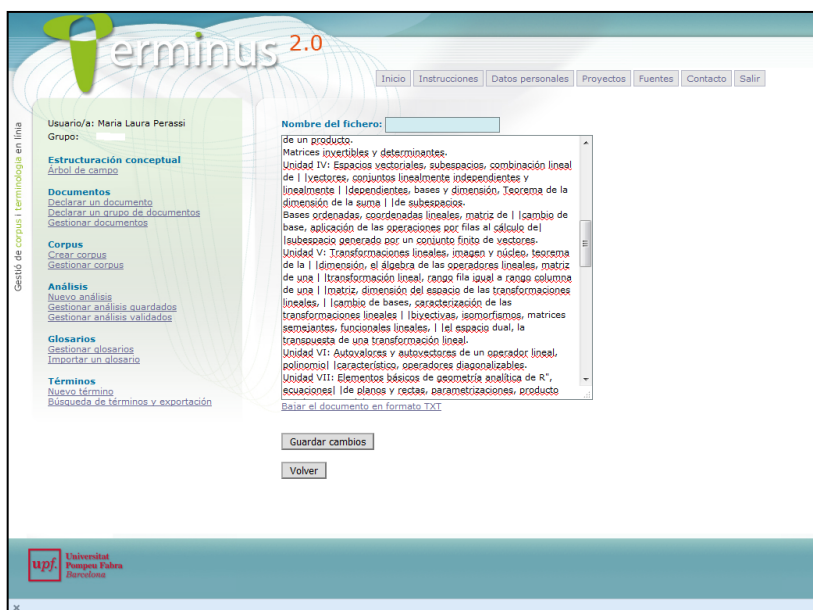 Terminus 2.0
Inicio Instrucciones Datos personales Proyectos Fuentes Contacto Salir
Gestió de corpus i terminologia en línia
Usuario/a: Maria Laura Perassi
Grupo:
Estructuración conceptual
Árbol de campo
Documentos
Declarar un documento
Declarar un grupo de documentos
Gestionar documentos
Corpus
Crear corpus
Gestionar corpus
Análisis
Nuevo análisis
Gestionar análisis guardados
Gestionar análisis validados
Glosarios
Gestionar glosarios
Importar un glosario
Términos
Nuevo término
Búsqueda de términos y exportación
Nombre del fichero:
de un producto.
Matrices invertibles y determinantes.
Unidad IV: Espacios vectoriales, subespacios, combinación lineal
de | |vectores, conjuntos linealmente independientes y
linealmente | |dependientes, bases y dimensión, Teorema de la
dimensión de la suma | |de subespacios.
Bases ordenadas, coordenadas lineales, matriz de | |cambio de
base, aplicación de las operaciones por filas al cálculo de|
|subespacio generado por un conjunto finito de vectores.
Unidad V: Transformaciones lineales, imagen y núcleo, teorema
de la | |dimensión, el álgebra de las operadores lineales, matriz
de una | |transformación lineal, rango fila igual a rango columna
de una | |matriz, dimensión del espacio de las transformaciones
lineales, | |cambio de bases, caracterización de las
transformaciones lineales | |biyectivas, isomorfismos, matrices
semejantes, funcionales lineales, | |el espacio dual, la
transpuesta de una transformación lineal.
Unidad VI: Autovalores y autovectores de un operador lineal,
polinomio| |característico, operadores diagonalizables.
Unidad VII: Elementos básicos de geometría analítica de R",
ecuaciones| |de planos y rectas, parametrizaciones, producto
Bajar el documento en formato TXT
Guardar cambios
Volver
upf. Universitat
Pompeu Fabra
Barcelona